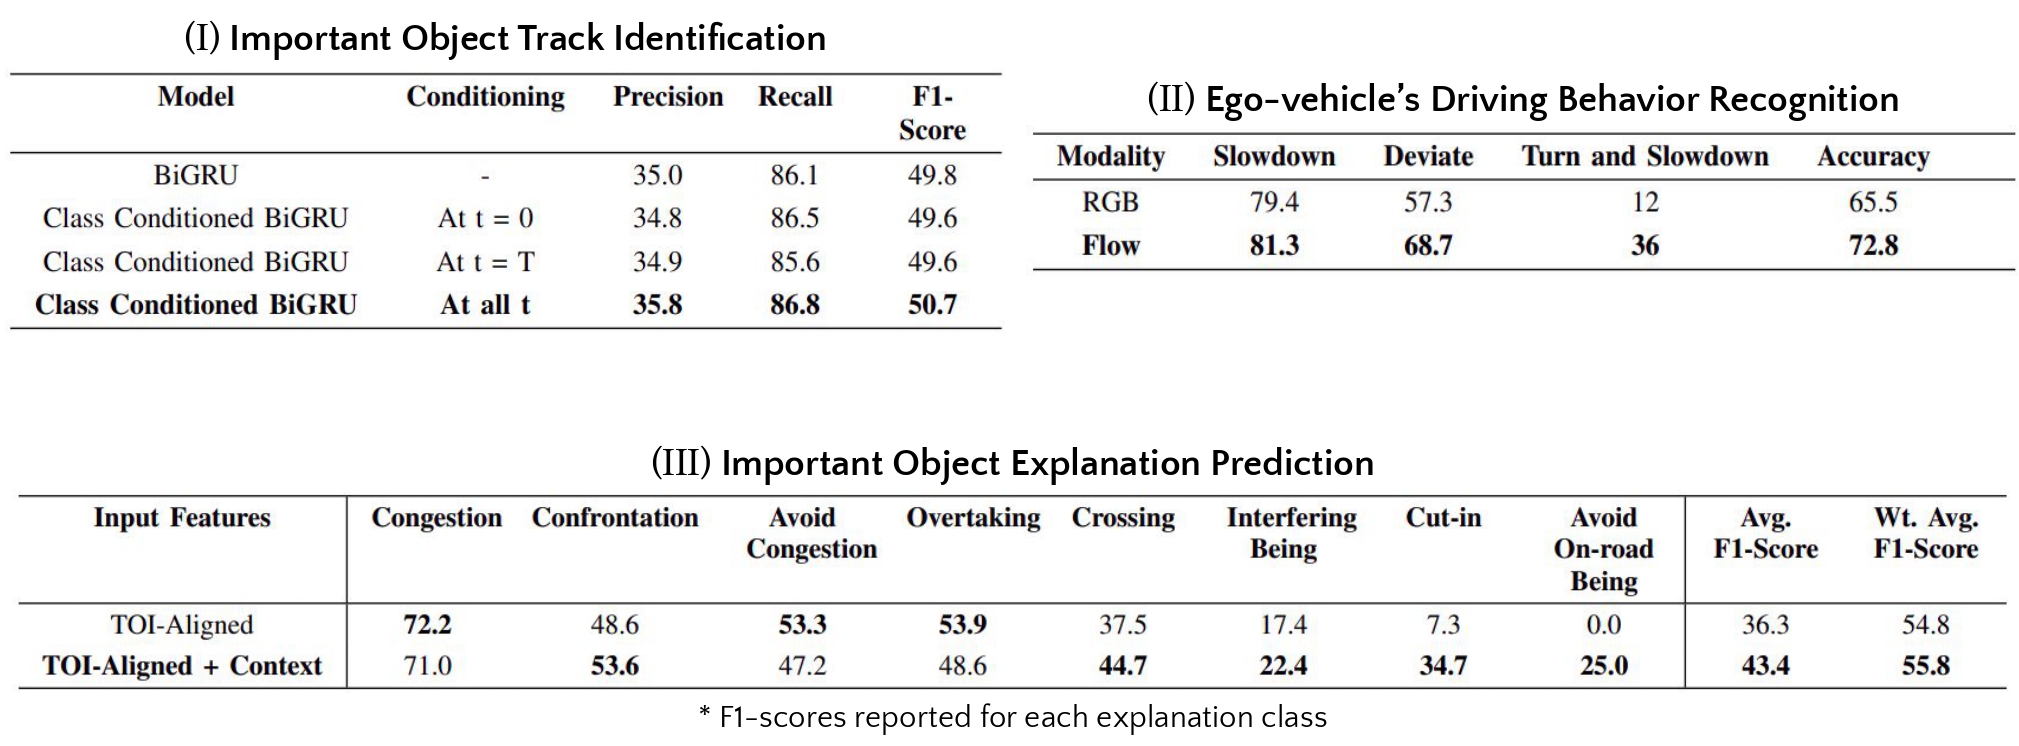 (I) Important Object Track Identification
Model Conditioning Precision Recall F1-
Score
BiGRU - 35.0 86.1 49.8
Class Conditioned BiGRU At t = 0 34.8 86.5 49.6
Class Conditioned BiGRU At t = T 34.9 85.6 49.6
Class Conditioned BiGRU At all t 35.8 86.8 50.7
(II) Ego-vehicle's Driving Behavior Recognition
Modality Slowdown Deviate Turn and Slowdown Accuracy
RGB 79.4 57.3 12 65.5
Flow 81.3 68.7 36 72.8
(III) Important Object Explanation Prediction
Input Features Congestion Confrontation Avoid Overtaking Crossing Interfering Cut-in Avoid Avg. Wt. Avg.
Congestion Being On-road F1-Score F1-Score
Being
TOI-Aligned 72.2 48.6 53.3 53.9 37.5 17.4 7.3 0.0 36.3 54.8
TOI-Aligned + Context 71.0 53.6 47.2 48.6 44.7 22.4 34.7 25.0 43.4 55.8
* F1-scores reported for each explanation class